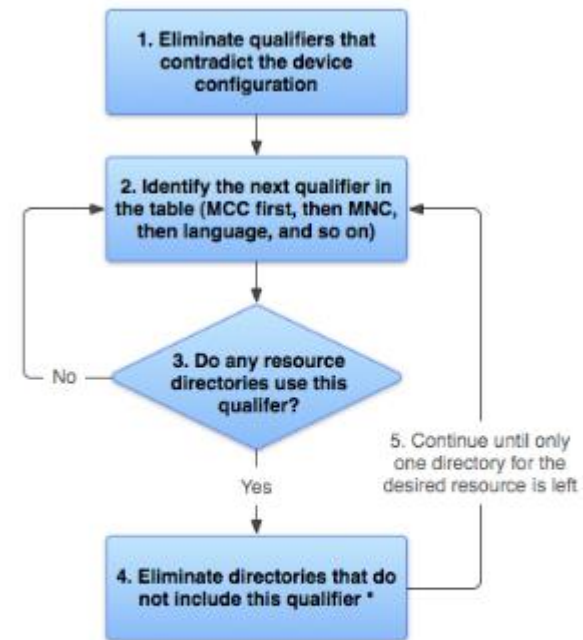 1. Eliminate qualifiers that
contradict the device
configuration
2. Identify the next qualifier in
the table (MCC first, then MNC,
then language, and so on)
3. Do any resource
directories use this
qualifer?
No
Yes
5. Continue until only
one directory for the
desired resource is left
4. Eliminate directories that do
not include this qualifier *